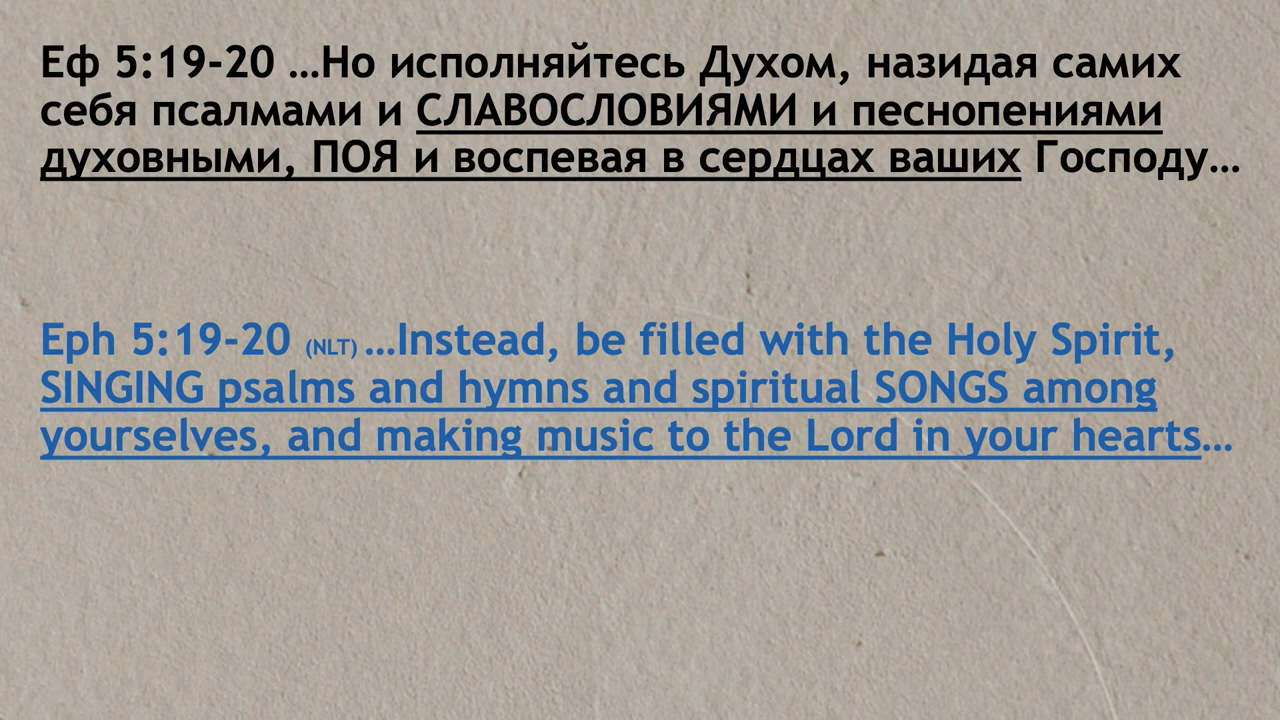 Еф 5:19-20 …Но исполняйтесь Духом, назидая самих
себя псалмами и СЛАВОСЛОВИЯМИ и песнопениями
духовными, ПОЯ и воспевая в сердцах ваших Господу…
Eph 5:19-20 (NLT) …Instead, be filled with the Holy Spirit,
SINGING psalms and hymns and spiritual SONGS among
yourselves, and making music to the Lord in your hearts…